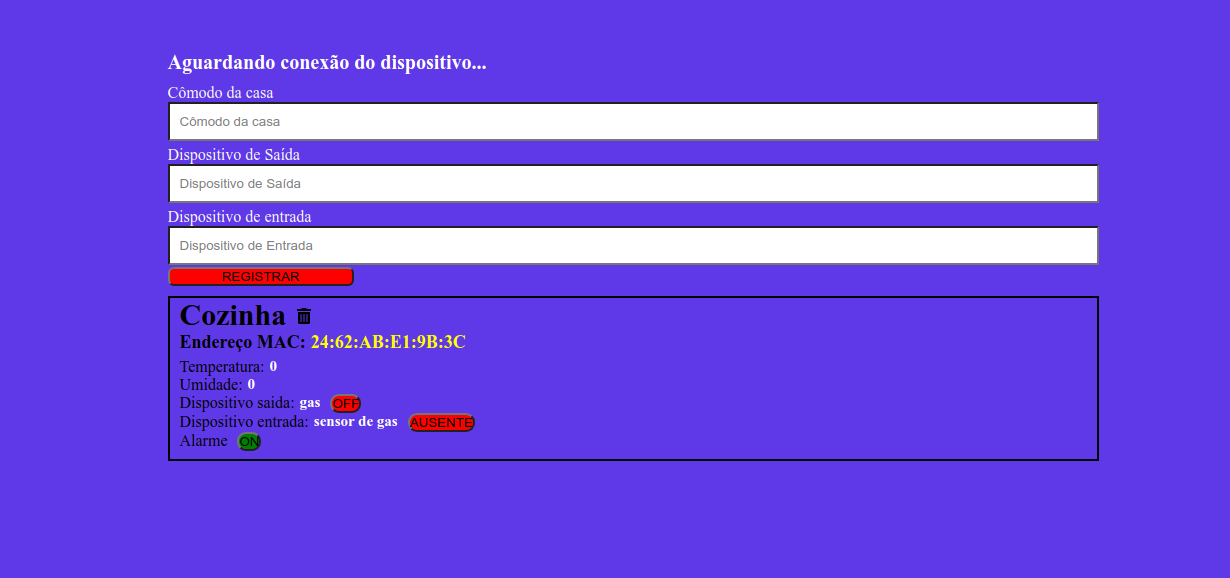 Aguardando conexão do dispositivo...
Cômodo da casa
Cômodo da casa
Dispositivo de Saída
Dispositivo de Saída
Dispositivo de entrada
Dispositivo de Entrada
REGISTRAR
Cozinha
Endereço MAC: 24:62:AB:E1:9B:3C
Temperatura: 0
Umidade: 0
Dispositivo saida: gas OFF
Dispositivo entrada: sensor de gas AUSENTE
Alarme ON